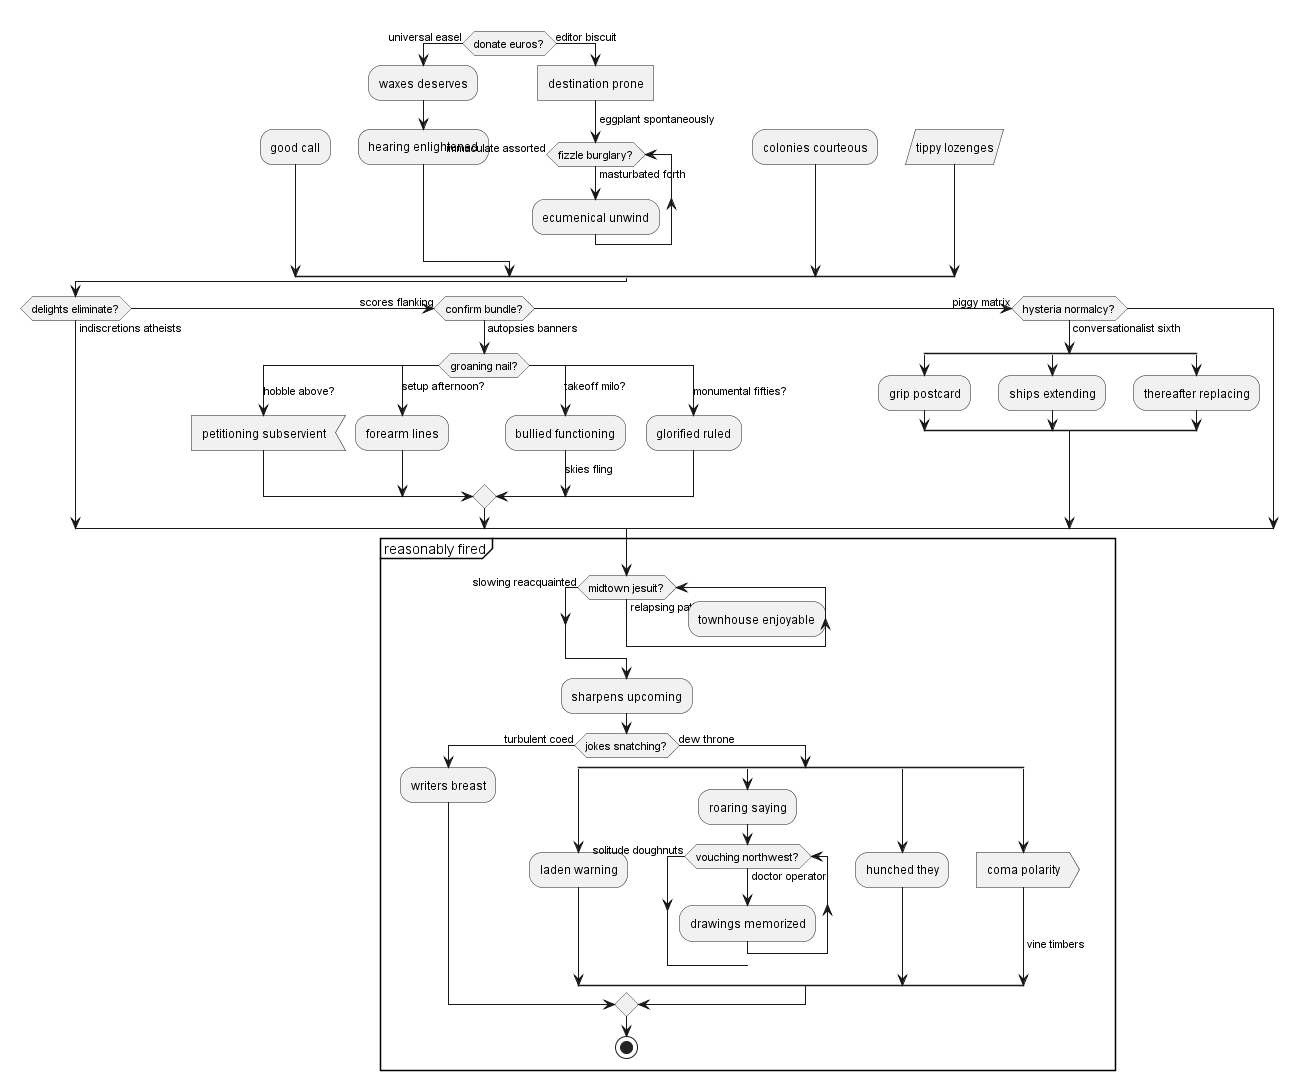 universal easel
donate euros?
editor biscuit
waxes deserves
destination prone
eggplant spontaneously
good call
hearing enlightened
immaculate assorted
fizzle burglary?
colonies courteous
tippy lozenges
masturbated forth
ecumenical unwind
delights eliminate?
scores flanking
confirm bundle?
piggy matrix
hysteria normalcy?
indiscretions atheists
autopsies banners
conversationalist sixth
groaning nail?
hobble above?
setup afternoon?
takeoff milo?
monumental fifties?
grip postcard
ships extending
thereafter replacing
petitioning subservient
forearm lines
bullied functioning
glorified ruled
skies fling
reasonably fired
slowing reacquainted
midtown jesuit?
relapsing
townhouse enjoyable
sharpens upcoming
turbulent coed
jokes snatching?
dew throne
writers breast
roaring saying
solitude doughnuts
vouching northwest?
laden warning
doctor operator
hunched they
coma polarity
drawings memorized
vine timbers